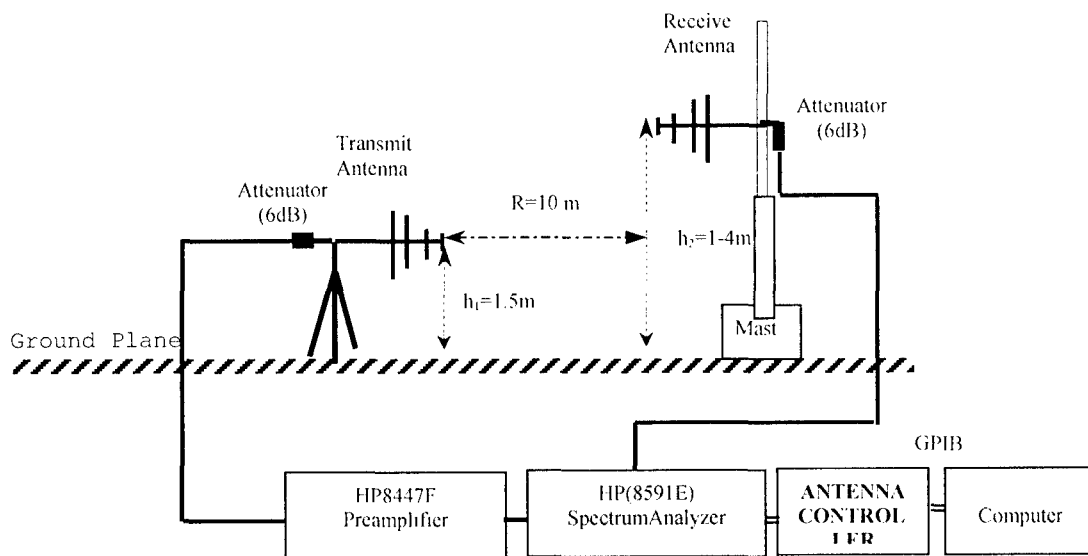 Receive
Antenna
Attenuator
(6dB)
Transmit
Antenna
Attenuator
(6dB)
R=10 m
h₂=1-4m
h₁=1.5m
Mast
Ground Plane
GPIB
HP8447F
Preamplifier
HP(8591E)
SpectrumAnalyzer
ANTENNA
CONTROL
LER
Computer